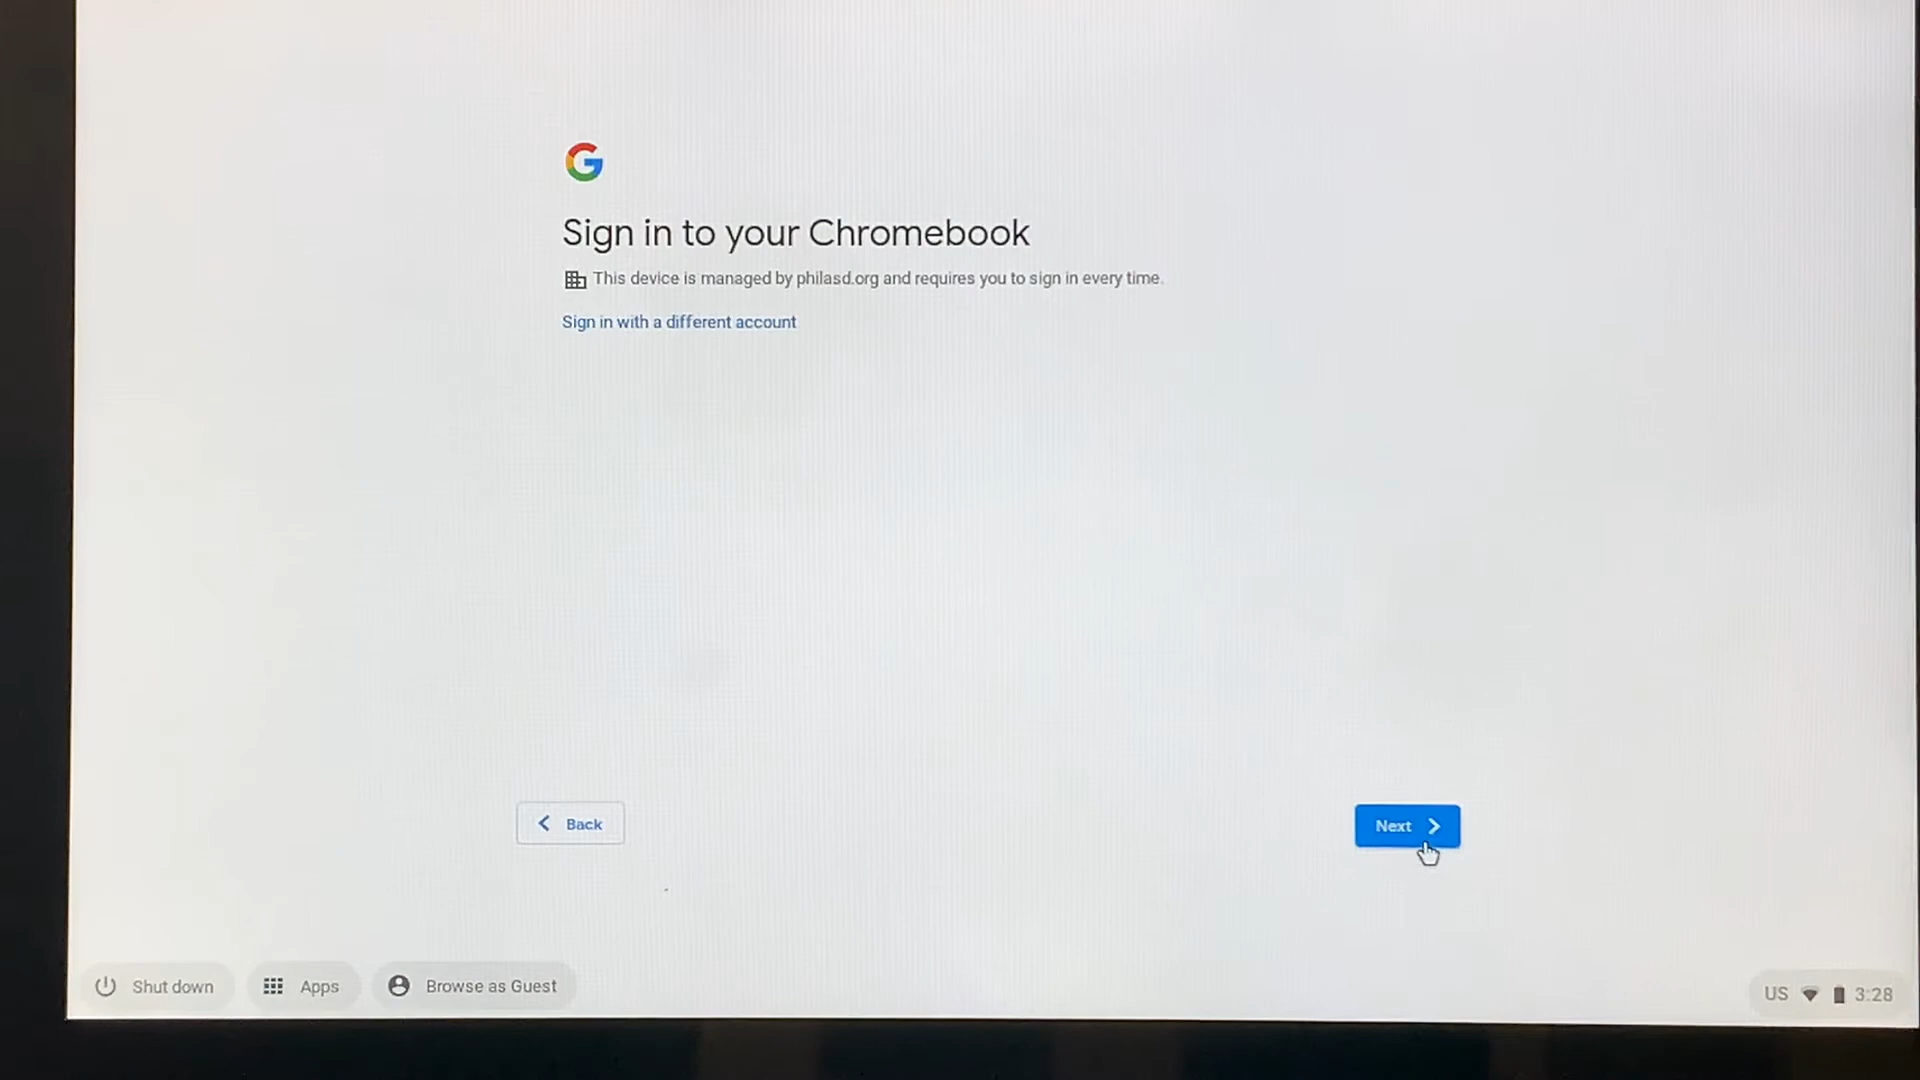 Sign in to your Chromebook
This device is managed by philasd.org and requires you to sign in every time.
Sign in with a different account
Back
Next
Shut down
Apps
Browse as Guest
US
3:28